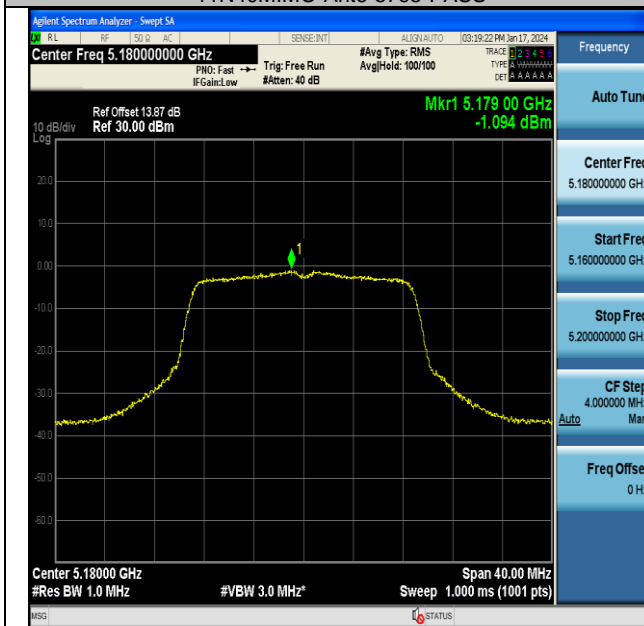 Agilent Spectrum Analyzer - Swept SA
RL RF 50 Ω AC SENSE:INT ALIGN AUTO 03:19:22 PM Jan 17, 2024
Center Freq 5.180000000 GHz
PNO: Fast
IFGain:Low
Trig: Free Run
#Atten: 40 dB
#Avg Type: RMS
Avg|Hold: 100/100
TRACE 1 2 3 4 5 6
TYPE A
DET A A A A A A
Ref Offset 13.87 dB
10 dB/div Ref 30.00 dBm
Log
Mkr1 5.179 00 GHz
-1.094 dBm
20.0
10.0
0.00
-10.0
-20.0
-30.0
-40.0
-50.0
-60.0
1
Center 5.18000 GHz Span 40.00 MHz
#Res BW 1.0 MHz #VBW 3.0 MHz* Sweep 1.000 ms (1001 pts)
MSG STATUS
Frequency
Auto Tune
Center Freq
5.180000000 GHz
Start Freq
5.160000000 GHz
Stop Freq
5.200000000 GHz
CF Step
4.000000 MHz
Auto Man
Freq Offset
0 Hz